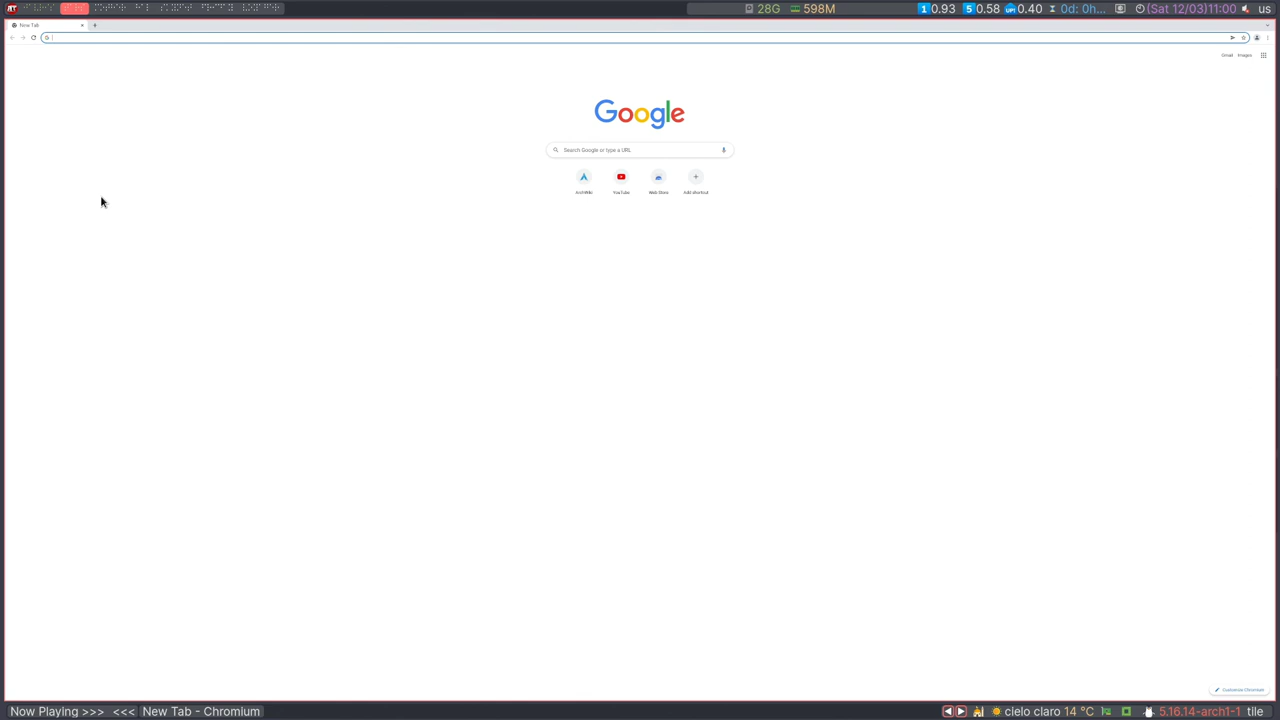 28G 598M 1 0.93 5 0.58 UP! 0.40 0d: 0h... (Sat 12/03)11:00 us
New Tab
Gmail Images
Google
Search Google or type a URL
ArchWiki YouTube Web Store Add shortcut
Customize Chromium
Now Playing >>> <<< New Tab - Chromium cielo claro 14 °C 5.16.14-arch1-1 tile